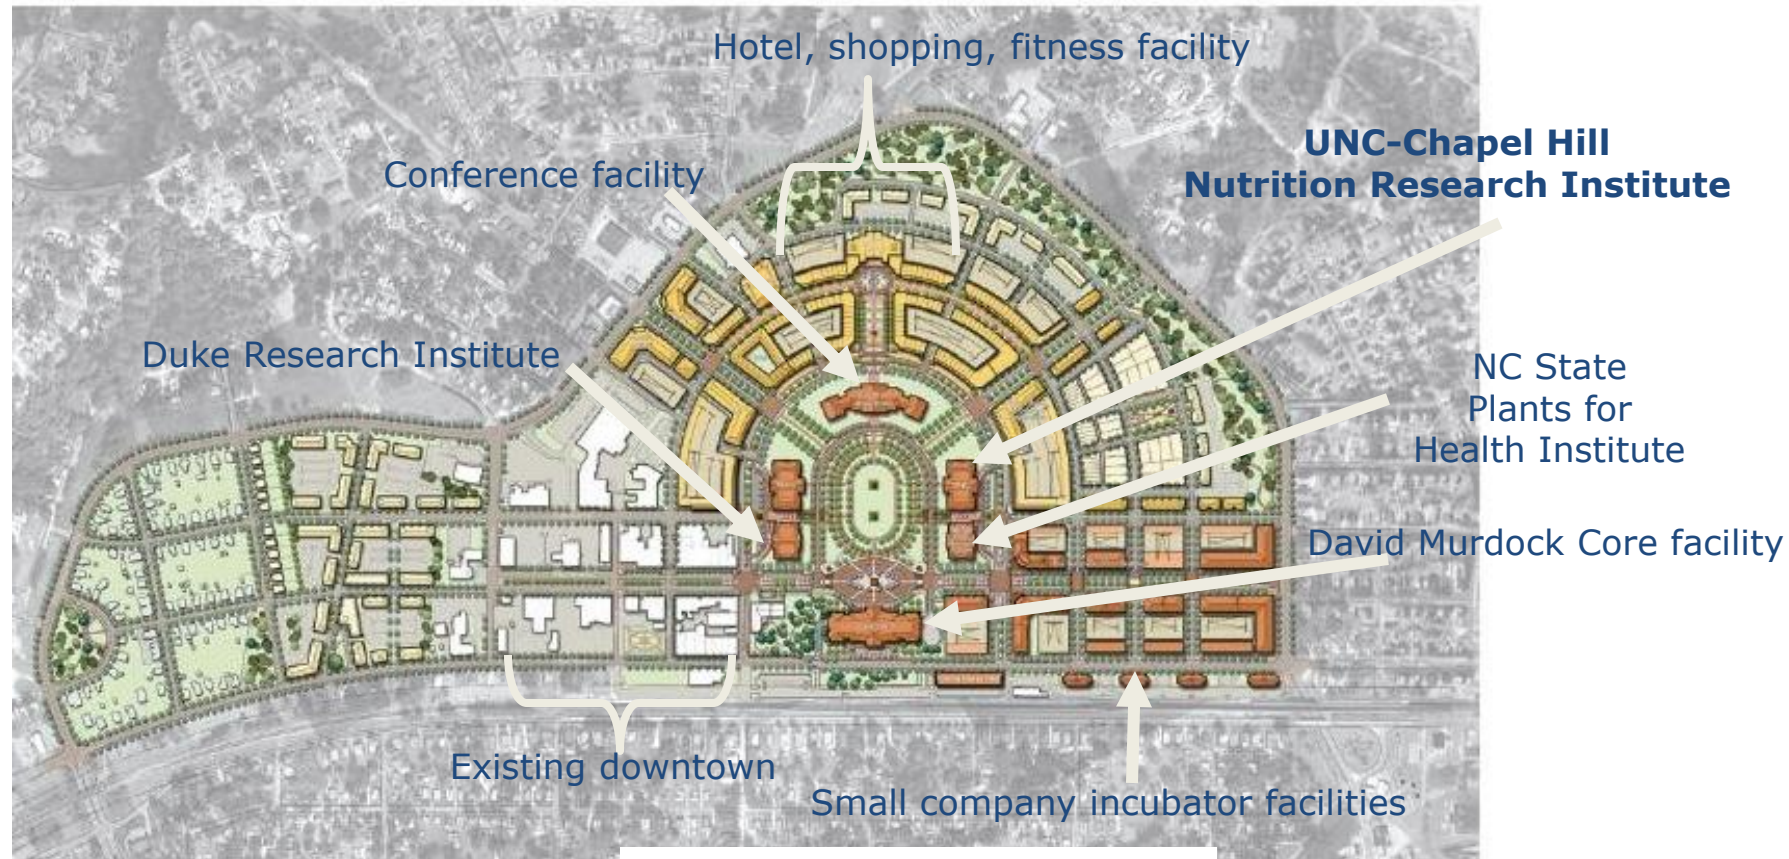 Hotel, shopping, fitness facility
UNC-Chapel Hill
Nutrition Research Institute
Conference facility
Duke Research Institute
NC State
Plants for
Health Institute
David Murdock Core facility
Existing downtown
Small company incubator facilities